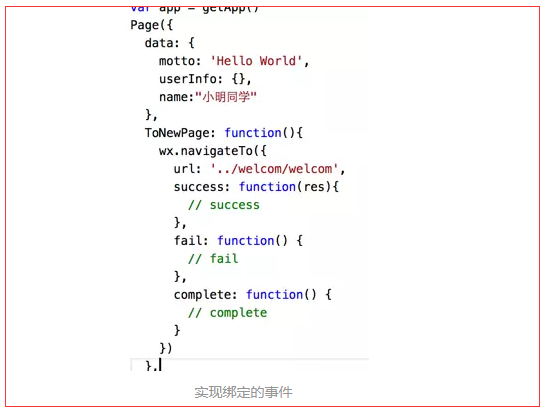 var app = getApp()
Page({
  data: {
    motto: 'Hello World',
    userInfo: {},
    name:"小明同学"
  },
  ToNewPage: function(){
    wx.navigateTo({
      url: '../welcom/welcom',
      success: function(res){
        // success
      },
      fail: function() {
        // fail
      },
      complete: function() {
        // complete
      }
    })
  },
实现绑定的事件